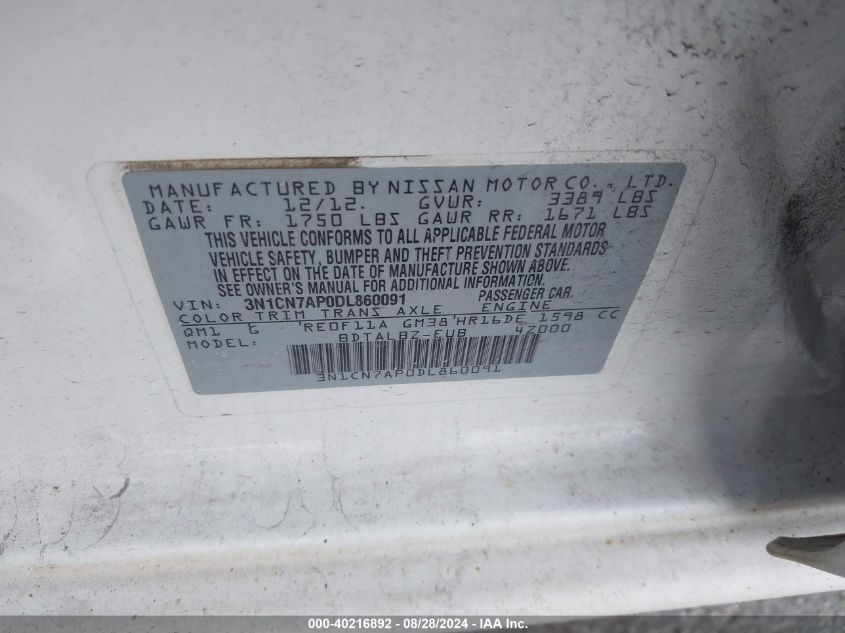 MANUFACTURED BY NISSAN MOTOR CO., LTD.
DATE: 12/12. GVWR: 3389 LBS
GAWR FR: 1750 LBS GAWR RR: 1671 LBS
THIS VEHICLE CONFORMS TO ALL APPLICABLE FEDERAL MOTOR
VEHICLE SAFETY, BUMPER AND THEFT PREVENTION STANDARDS
IN EFFECT ON THE DATE OF MANUFACTURE SHOWN ABOVE.
SEE OWNER'S MANUAL FOR ADDITIONAL INFORMATION.
VIN: 3N1CN7AP0DL860091 PASSENGER CAR.
COLOR TRIM TRANS AXLE ENGINE
QM1 G RE0F11A GM38 HR16DE 1598 CC
MODEL: BDTALBZ-EUB 47000
3N1CN7AP0DL860091
000-40216892 - 08/28/2024 - IAA Inc.